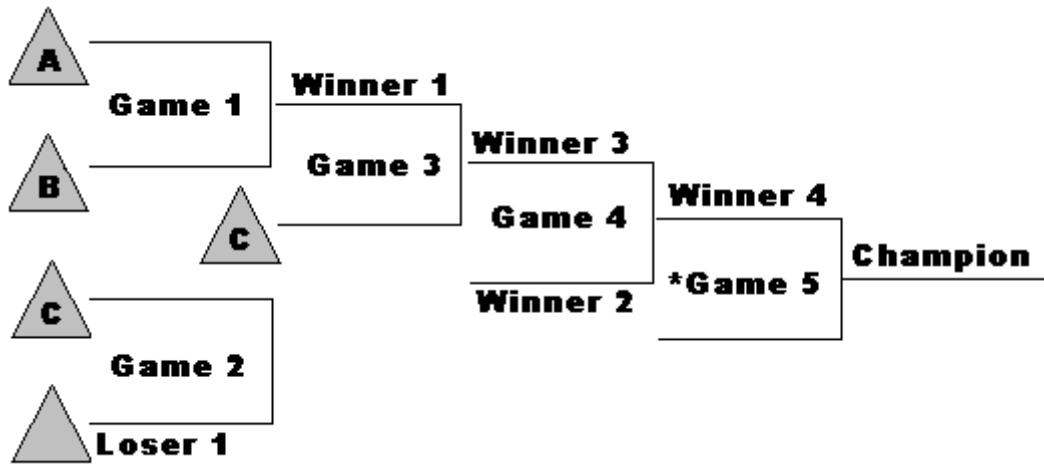 A
Game 1
B
Winner 1
Game 3
C
Winner 3
Game 4
Winner 2
Winner 4
*Game 5
Champion
C
Game 2
Loser 1